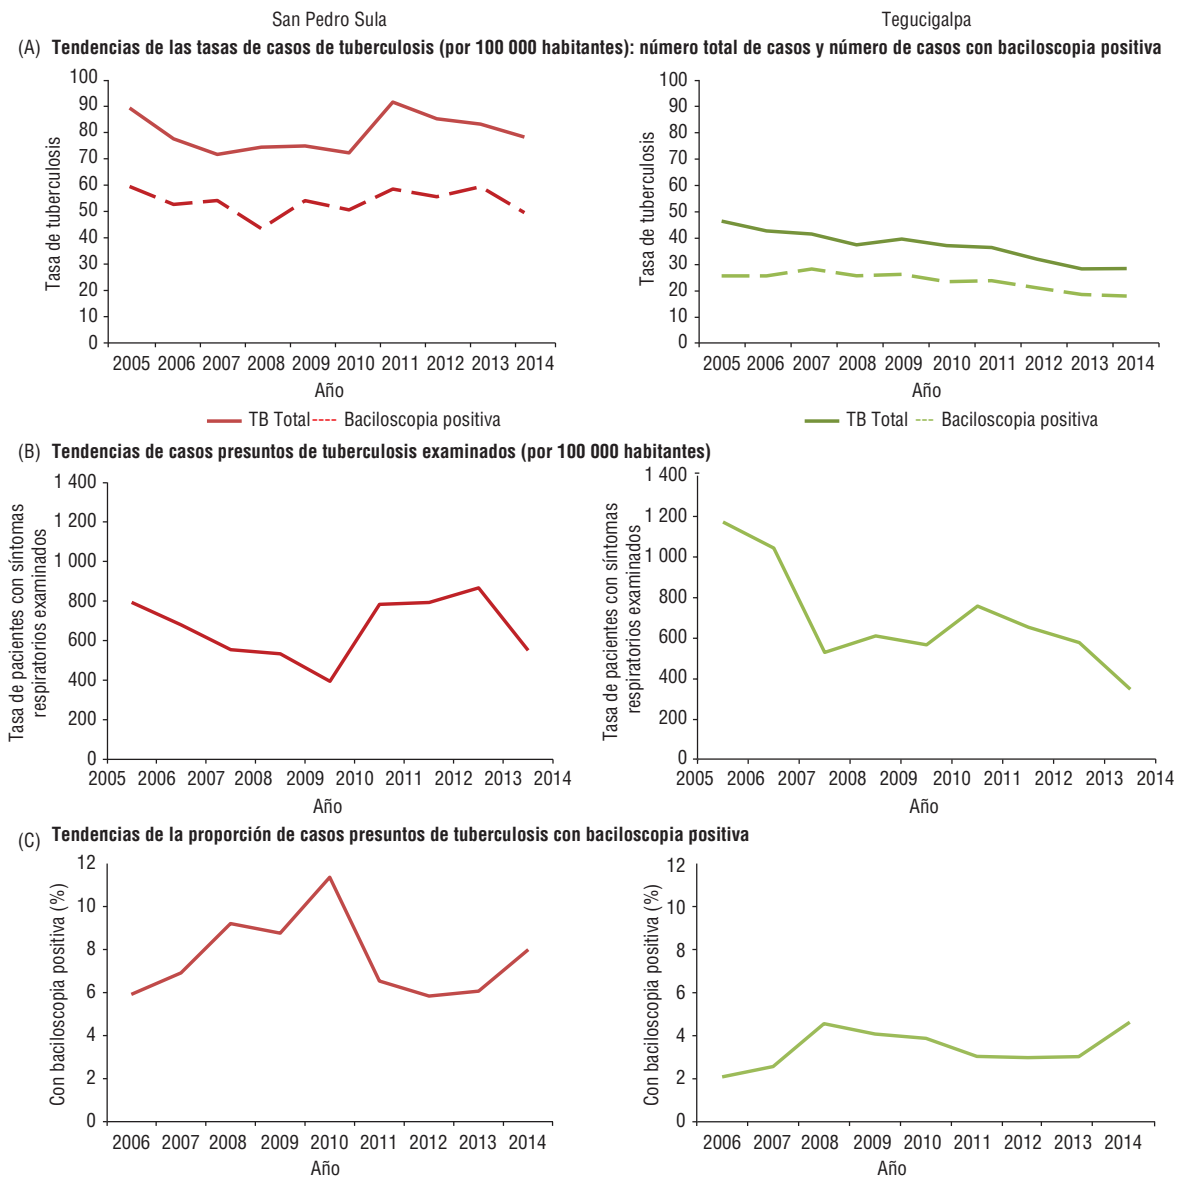 San Pedro Sula
Tegucigalpa
(A) Tendencias de las tasas de casos de tuberculosis (por 100 000 habitantes): número total de casos y número de casos con baciloscopia positiva
Tasa de tuberculosis
100
90
80
70
60
50
40
30
20
10
0
2005 2006 2007 2008 2009 2010 2011 2012 2013 2014
Año
TB Total Baciloscopia positiva
Tasa de tuberculosis
100
90
80
70
60
50
40
30
20
10
0
2005 2006 2007 2008 2009 2010 2011 2012 2013 2014
Año
TB Total Baciloscopia positiva
(B) Tendencias de casos presuntos de tuberculosis examinados (por 100 000 habitantes)
Tasa de pacientes con síntomas
respiratorios examinados
1 400
1 200
1 000
800
600
400
200
0
2005 2006 2007 2008 2009 2010 2011 2012 2013 2014
Año
Tasa de pacientes con síntomas
respiratorios examinados
1 400
1 200
1 000
800
600
400
200
0
2005 2006 2007 2008 2009 2010 2011 2012 2013 2014
Año
(C) Tendencias de la proporción de casos presuntos de tuberculosis con baciloscopia positiva
Con baciloscopia positiva (%)
12
10
8
6
4
2
0
2006 2007 2008 2009 2010 2011 2012 2013 2014
Año
Con baciloscopia positiva (%)
12
10
8
6
4
2
0
2006 2007 2008 2009 2010 2011 2012 2013 2014
Año